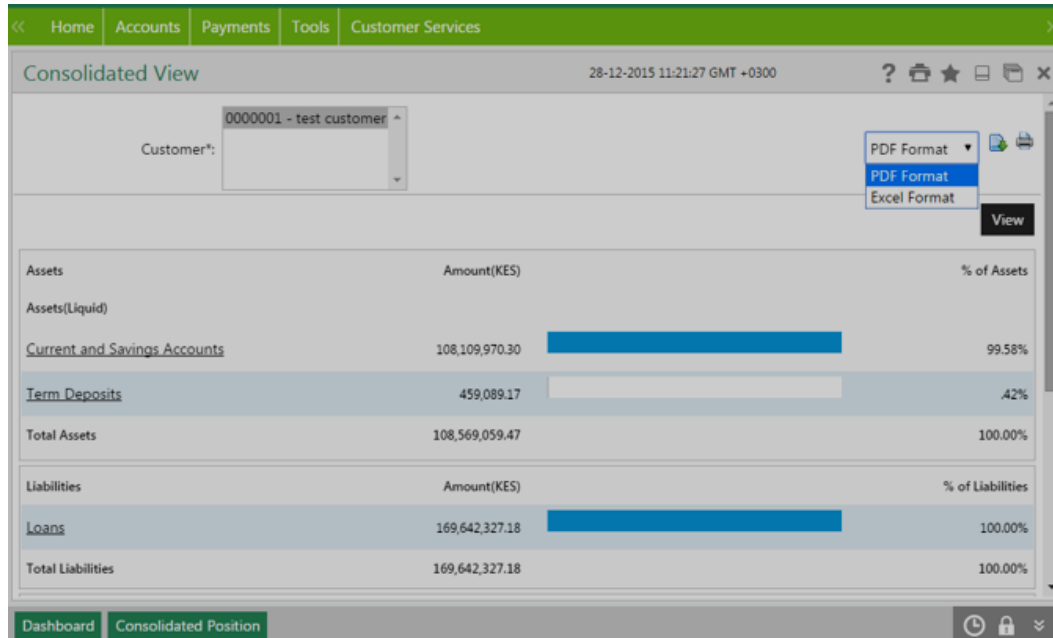 Home Accounts Payments Tools Customer Services
Consolidated View 28-12-2015 11:21:27 GMT +0300 ?
0000001 - test customer
Customer*:
PDF Format
PDF Format
Excel Format
View
Assets Amount(KES) % of Assets
Assets(Liquid)
Current and Savings Accounts 108,109,970.30 99.58%
Term Deposits 459,089.17 .42%
Total Assets 108,569,059.47 100.00%
Liabilities Amount(KES) % of Liabilities
Loans 169,642,327.18 100.00%
Total Liabilities 169,642,327.18 100.00%
Dashboard Consolidated Position